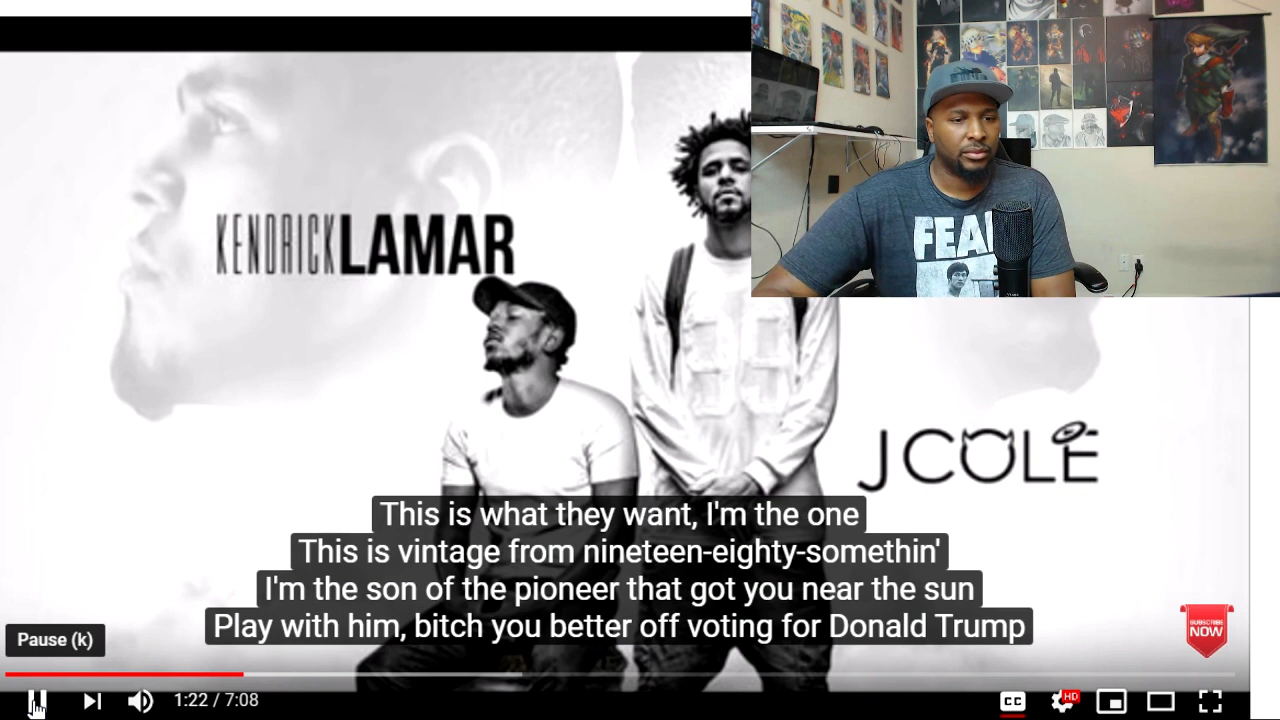 KENDRICK LAMAR
FEA
J COLE
This is what they want, I'm the one
This is vintage from nineteen-eighty-somethin'
I'm the son of the pioneer that got you near the sun
Play with him, bitch you better off voting for Donald Trump
SUBSCRIBE
NOW
Pause (k)
1:22 / 7:08
CC
HD